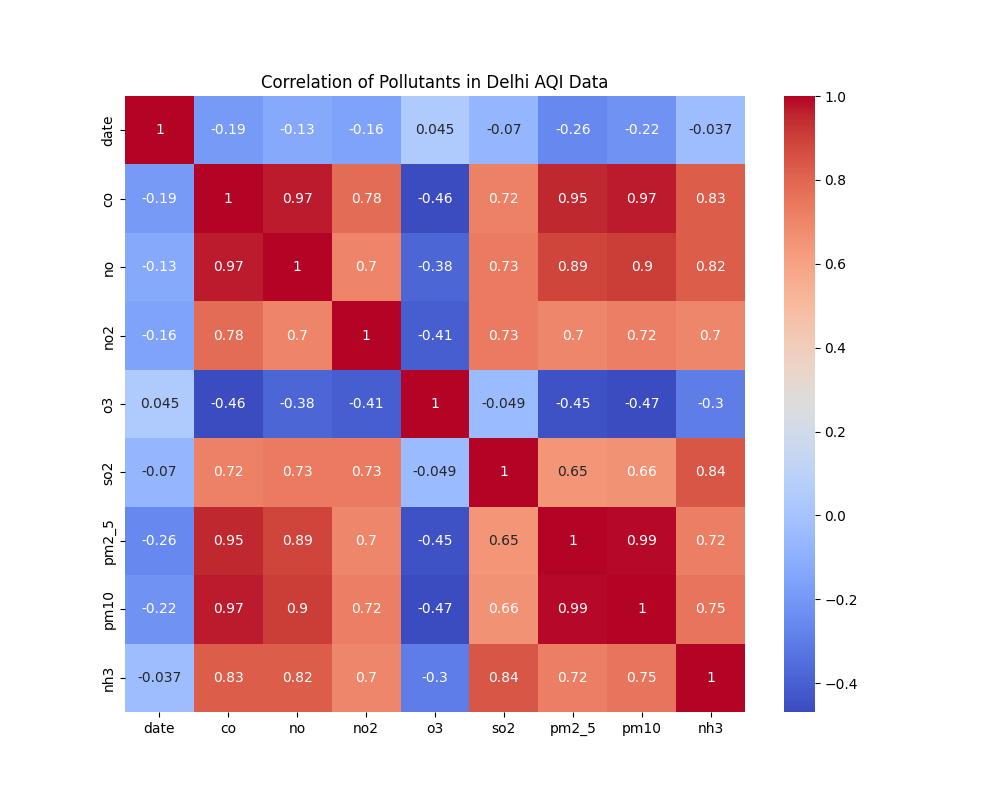 Correlation of Pollutants in Delhi AQI Data
date 1 -0.19 -0.13 -0.16 0.045 -0.07 -0.26 -0.22 -0.037
co -0.19 1 0.97 0.78 -0.46 0.72 0.95 0.97 0.83
no -0.13 0.97 1 0.7 -0.38 0.73 0.89 0.9 0.82
no2 -0.16 0.78 0.7 1 -0.41 0.73 0.7 0.72 0.7
o3 0.045 -0.46 -0.38 -0.41 1 -0.049 -0.45 -0.47 -0.3
so2 -0.07 0.72 0.73 0.73 -0.049 1 0.65 0.66 0.84
pm2_5 -0.26 0.95 0.89 0.7 -0.45 0.65 1 0.99 0.72
pm10 -0.22 0.97 0.9 0.72 -0.47 0.66 0.99 1 0.75
nh3 -0.037 0.83 0.82 0.7 -0.3 0.84 0.72 0.75 1
date co no no2 o3 so2 pm2_5 pm10 nh3
1.0
0.8
0.6
0.4
0.2
0.0
−0.2
−0.4